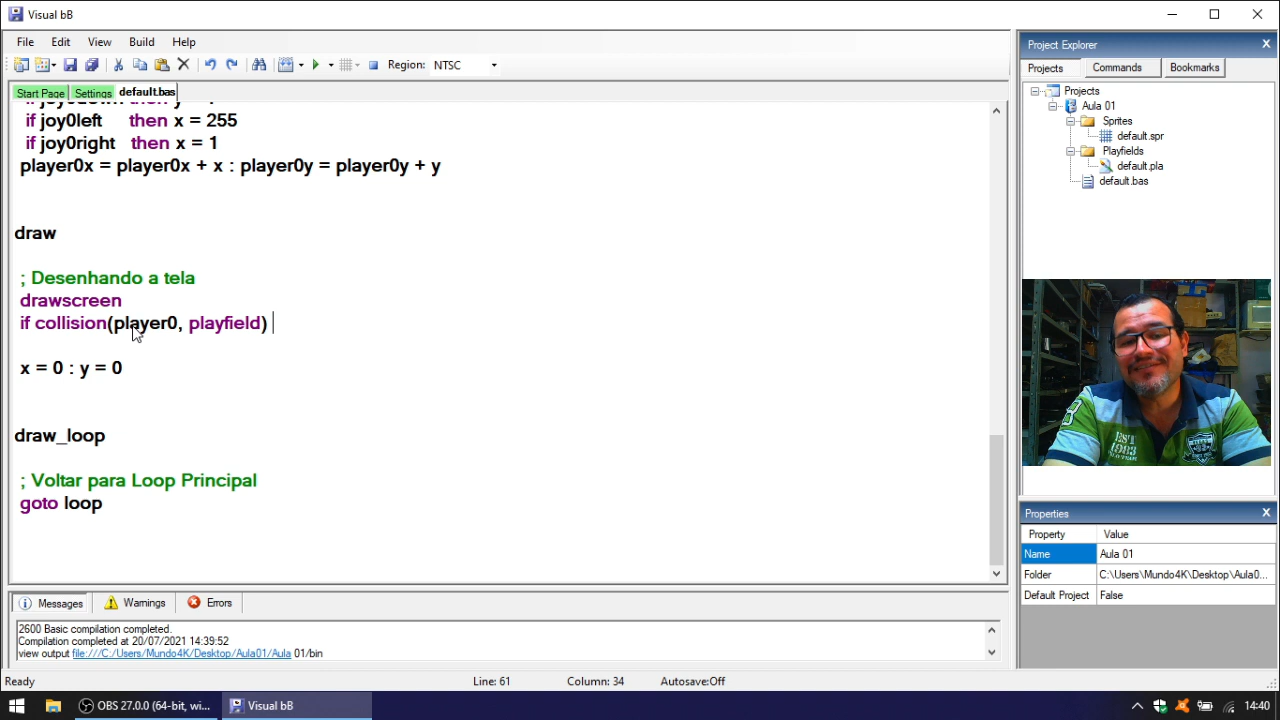 Visual bB
File Edit View Build Help
Region: NTSC
Start Page Settings default.bas
if joy0down then y = 1
if joy0left then x = 255
if joy0right then x = 1
player0x = player0x + x : player0y = player0y + y
draw
; Desenhando a tela
drawscreen
if collision(player0, playfield)
x = 0 : y = 0
draw_loop
; Voltar para Loop Principal
goto loop
Messages Warnings Errors
2600 Basic compilation completed.
Compilation completed at 20/07/2021 14:39:52
view output file:///C:/Users/Mundo4K/Desktop/Aula01/Aula 01/bin
Ready Line: 61 Column: 34 Autosave:Off
Project Explorer X
Projects Commands Bookmarks
Projects
Aula 01
Sprites
default.spr
Playfields
default.pla
default.bas
EST
1983
Properties X
Property Value
Name Aula 01
Folder C:\Users\Mundo4K\Desktop\Aula0...
Default Project False
OBS 27.0.0 (64-bit, wi... Visual bB 14:40